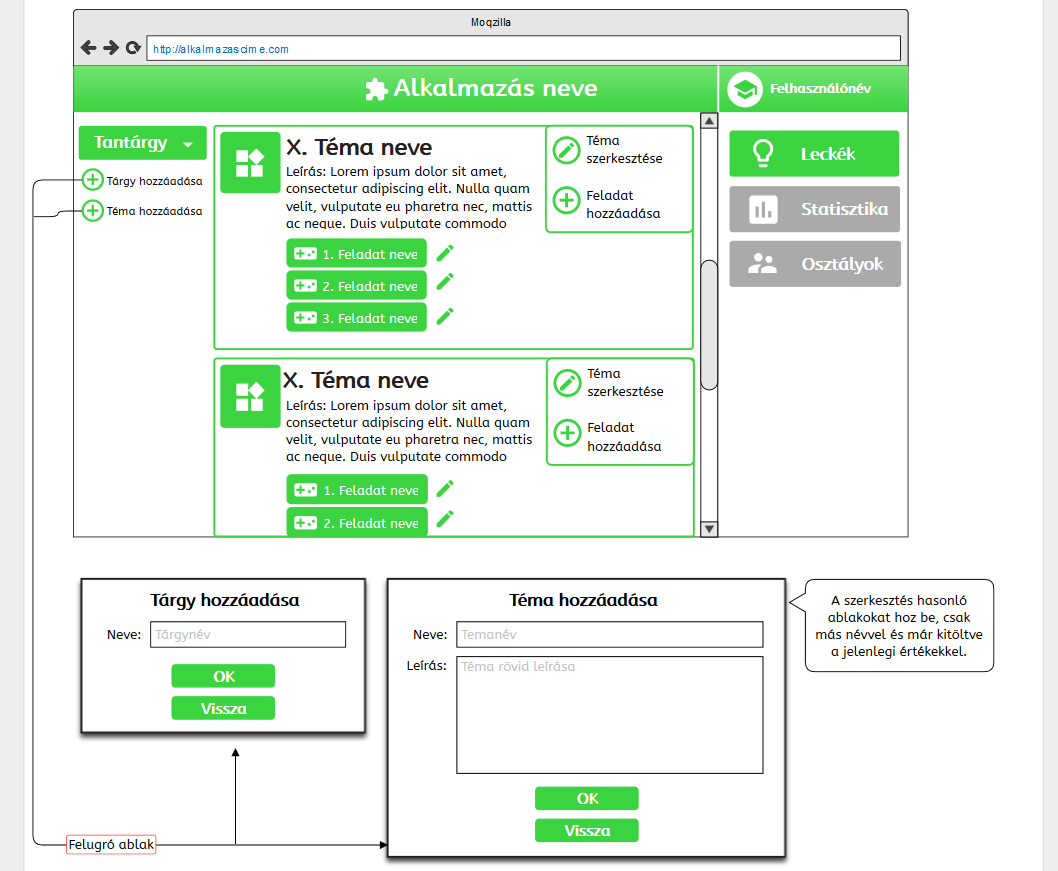 Moqzilla
http://alkalmazascime.com
Alkalmazás neve
Felhasználónév
Tantárgy
Tárgy hozzáadása
Téma hozzáadása
X. Téma neve
Leírás: Lorem ipsum dolor sit amet,
consectetur adipiscing elit. Nulla quam
velit, vulputate eu pharetra nec, mattis
ac neque. Duis vulputate commodo
1. Feladat neve
2. Feladat neve
3. Feladat neve
Téma
szerkesztése
Feladat
hozzáadása
X. Téma neve
Leírás: Lorem ipsum dolor sit amet,
consectetur adipiscing elit. Nulla quam
velit, vulputate eu pharetra nec, mattis
ac neque. Duis vulputate commodo
1. Feladat neve
2. Feladat neve
Téma
szerkesztése
Feladat
hozzáadása
Leckék
Statisztika
Osztályok
Tárgy hozzáadása
Neve:
Tárgynév
OK
Vissza
Téma hozzáadása
Neve:
Temanév
Leírás:
Téma rövid leírása
OK
Vissza
A szerkesztés hasonló
ablakokat hoz be, csak
más névvel és már kitöltve
a jelenlegi értékekkel.
Felugró ablak